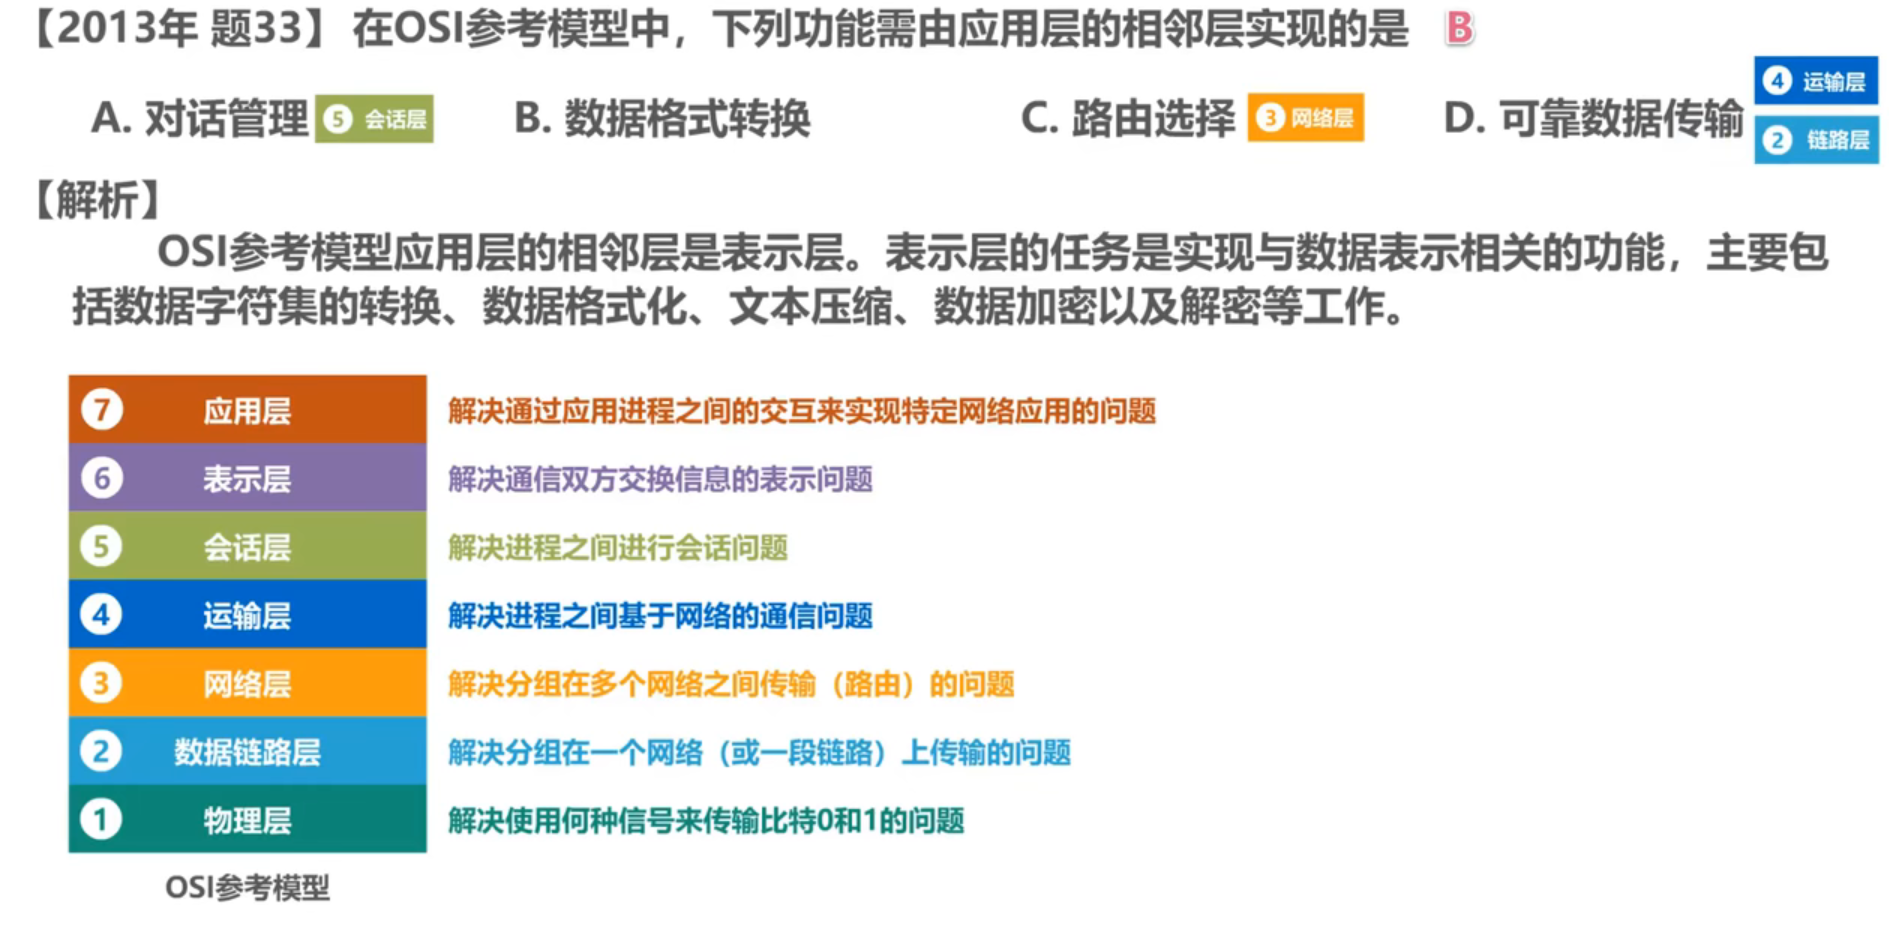 【2013年 题33】在OSI参考模型中，下列功能需由应用层的相邻层实现的是 B
A. 对话管理 5 会话层 B. 数据格式转换 C. 路由选择 3 网络层 D. 可靠数据传输 4 运输层
2 链路层
【解析】
OSI参考模型应用层的相邻层是表示层。表示层的任务是实现与数据表示相关的功能，主要包
括数据字符集的转换、数据格式化、文本压缩、数据加密以及解密等工作。
7 应用层 解决通过应用进程之间的交互来实现特定网络应用的问题
6 表示层 解决通信双方交换信息的表示问题
5 会话层 解决进程之间进行会话问题
4 运输层 解决进程之间基于网络的通信问题
3 网络层 解决分组在多个网络之间传输（路由）的问题
2 数据链路层 解决分组在一个网络（或一段链路）上传输的问题
1 物理层 解决使用何种信号来传输比特0和1的问题
OSI参考模型